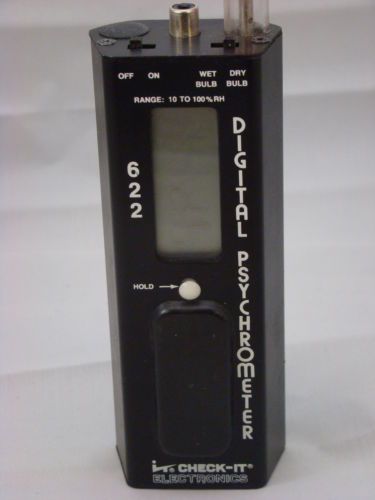 OFF ON WET DRY
BULB BULB
RANGE: 10 TO 100% RH
622
DIGITAL PSYCHROMETER
HOLD
CHECK-IT®
ELECTRONICS